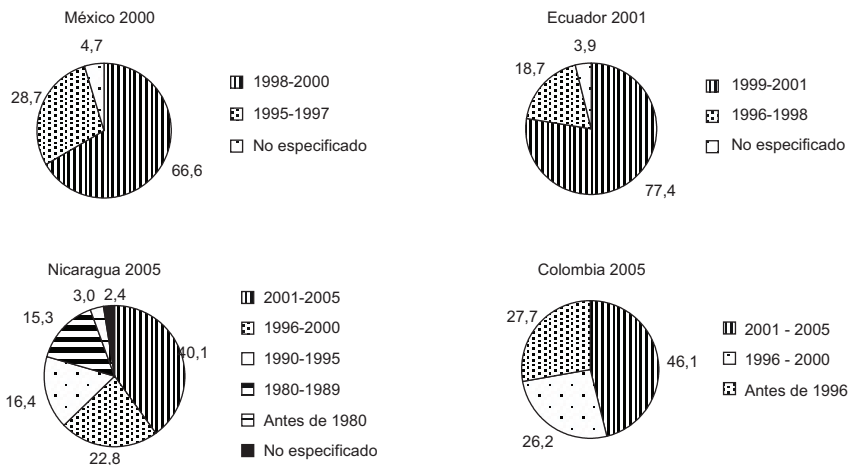 México 2000
4,7
28,7
66,6
1998-2000
1995-1997
No especificado
Ecuador 2001
3,9
18,7
77,4
1999-2001
1996-1998
No especificado
Nicaragua 2005
3,0
2,4
15,3
40,1
16,4
22,8
2001-2005
1996-2000
1990-1995
1980-1989
Antes de 1980
No especificado
Colombia 2005
27,7
46,1
26,2
2001 - 2005
1996 - 2000
Antes de 1996